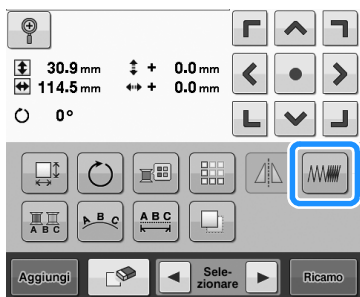 30.9 mm + 0.0 mm
114.5 mm + 0.0 mm
0°
A B C A B C A B C
Aggiungi Sele-
zionare Ricamo